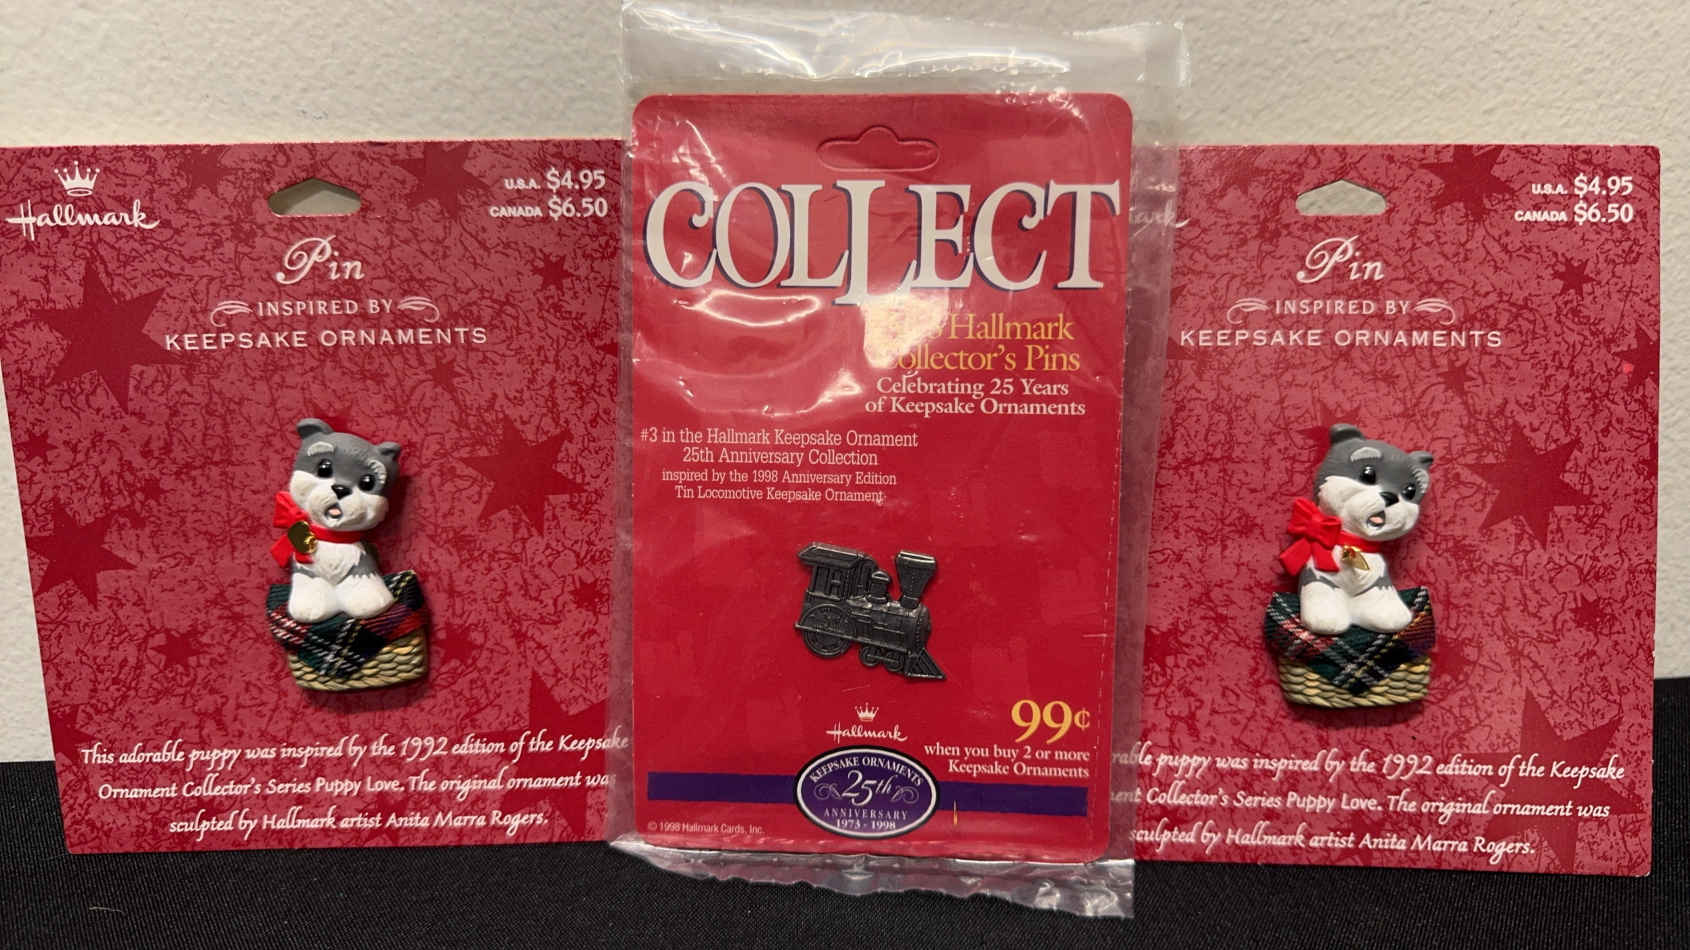 Hallmark
U.S.A. $4.95
CANADA $6.50
Pin
INSPIRED BY
KEEPSAKE ORNAMENTS
This adorable puppy was inspired by the 1992 edition of the Keepsake
Ornament Collector's Series Puppy Love. The original ornament was
sculpted by Hallmark artist Anita Marra Rogers.
COLLECT
Hallmark
Collector's Pins
Celebrating 25 Years
of Keepsake Ornaments
#3 in the Hallmark Keepsake Ornament
25th Anniversary Collection
inspired by the 1998 Anniversary Edition
Tin Locomotive Keepsake Ornament
Hallmark
99¢
when you buy 2 or more
Keepsake Ornaments
KEEPSAKE ORNAMENTS
25th
ANNIVERSARY
1973 - 1998
© 1998 Hallmark Cards, Inc.
U.S.A. $4.95
CANADA $6.50
Pin
INSPIRED BY
KEEPSAKE ORNAMENTS
puppy was inspired by the 1992 edition of the Keepsake
Collector's Series Puppy Love. The original ornament was
sculpted by Hallmark artist Anita Marra Rogers.